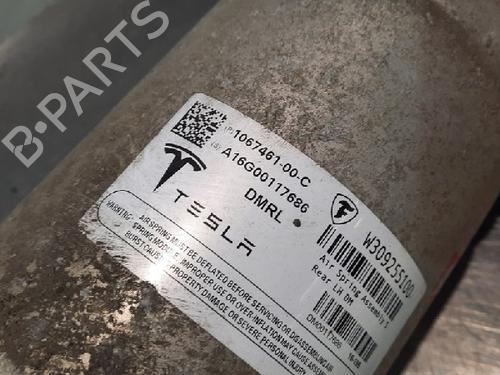 B-PARTS
(P)1067461-00-C
(S)A16G00117686
DMRL
TESLA
WARNING: AIR SPRING MUST BE DEFLATED BEFORE SERVICING OR DISASSEMBLING AIR
SPRING MODULE. IMPROPER USE OR OVER-INFLATION MAY CAUSE ASSEMBLY
BURST CAUSING PROPERTY DAMAGE OR SEVERE PERSONAL INJURY.
W309255100
Air Spring Assembly S
Rear LH DM